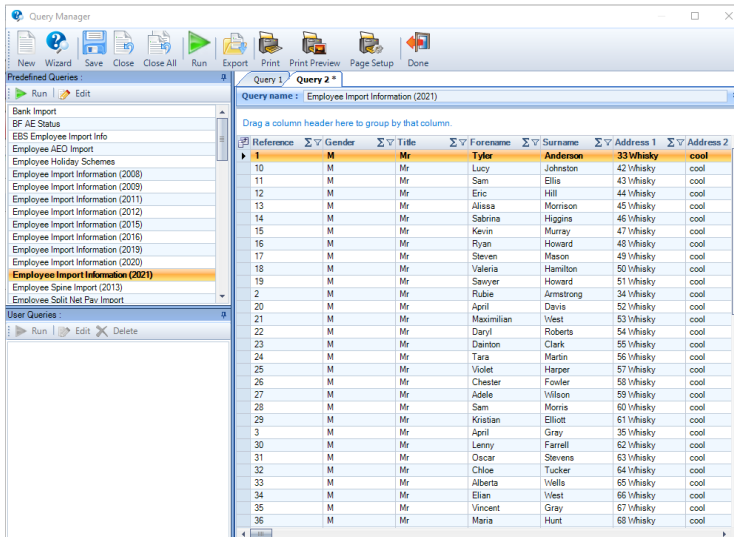 Query Manager
New Wizard Save Close Close All Run Export Print Print Preview Page Setup Done
Predefined Queries :
Run Edit
Bank Import
BF AE Status
EBS Employee Import Info
Employee AEO Import
Employee Holiday Schemes
Employee Import Information (2008)
Employee Import Information (2009)
Employee Import Information (2011)
Employee Import Information (2012)
Employee Import Information (2015)
Employee Import Information (2016)
Employee Import Information (2019)
Employee Import Information (2020)
Employee Import Information (2021)
Employee Spine Import (2013)
Employee Split Net Pay Import
User Queries :
Run Edit Delete
Query 1 Query 2 *
Query name : Employee Import Information (2021)
Drag a column header here to group by that column.
Reference Gender Title Forename Surname Address 1 Address 2
1 M Mr Tyler Anderson 33 Whisky cool
10 M Mr Lucy Johnston 42 Whisky cool
11 M Mr Sam Ellis 43 Whisky cool
12 M Mr Eric Hill 44 Whisky cool
13 M Mr Alissa Morrison 45 Whisky cool
14 M Mr Sabrina Higgins 46 Whisky cool
15 M Mr Kevin Murray 47 Whisky cool
16 M Mr Ryan Howard 48 Whisky cool
17 M Mr Steven Mason 49 Whisky cool
18 M Mr Valeria Hamilton 50 Whisky cool
19 M Mr Sawyer Howard 51 Whisky cool
2 M Mr Rubie Armstrong 34 Whisky cool
20 M Mr April Davis 52 Whisky cool
21 M Mr Maximilian West 53 Whisky cool
22 M Mr Daryl Roberts 54 Whisky cool
23 M Mr Dainton Clark 55 Whisky cool
24 M Mr Tara Martin 56 Whisky cool
25 M Mr Violet Harper 57 Whisky cool
26 M Mr Chester Fowler 58 Whisky cool
27 M Mr Adele Wilson 59 Whisky cool
28 M Mr Sam Morris 60 Whisky cool
29 M Mr Kristian Elliott 61 Whisky cool
3 M Mr April Gray 35 Whisky cool
30 M Mr Lenny Farrell 62 Whisky cool
31 M Mr Oscar Stevens 63 Whisky cool
32 M Mr Chloe Tucker 64 Whisky cool
33 M Mr Alberta Wells 65 Whisky cool
34 M Mr Elian West 66 Whisky cool
35 M Mr Vincent Gray 67 Whisky cool
36 M Mr Maria Hunt 68 Whisky cool